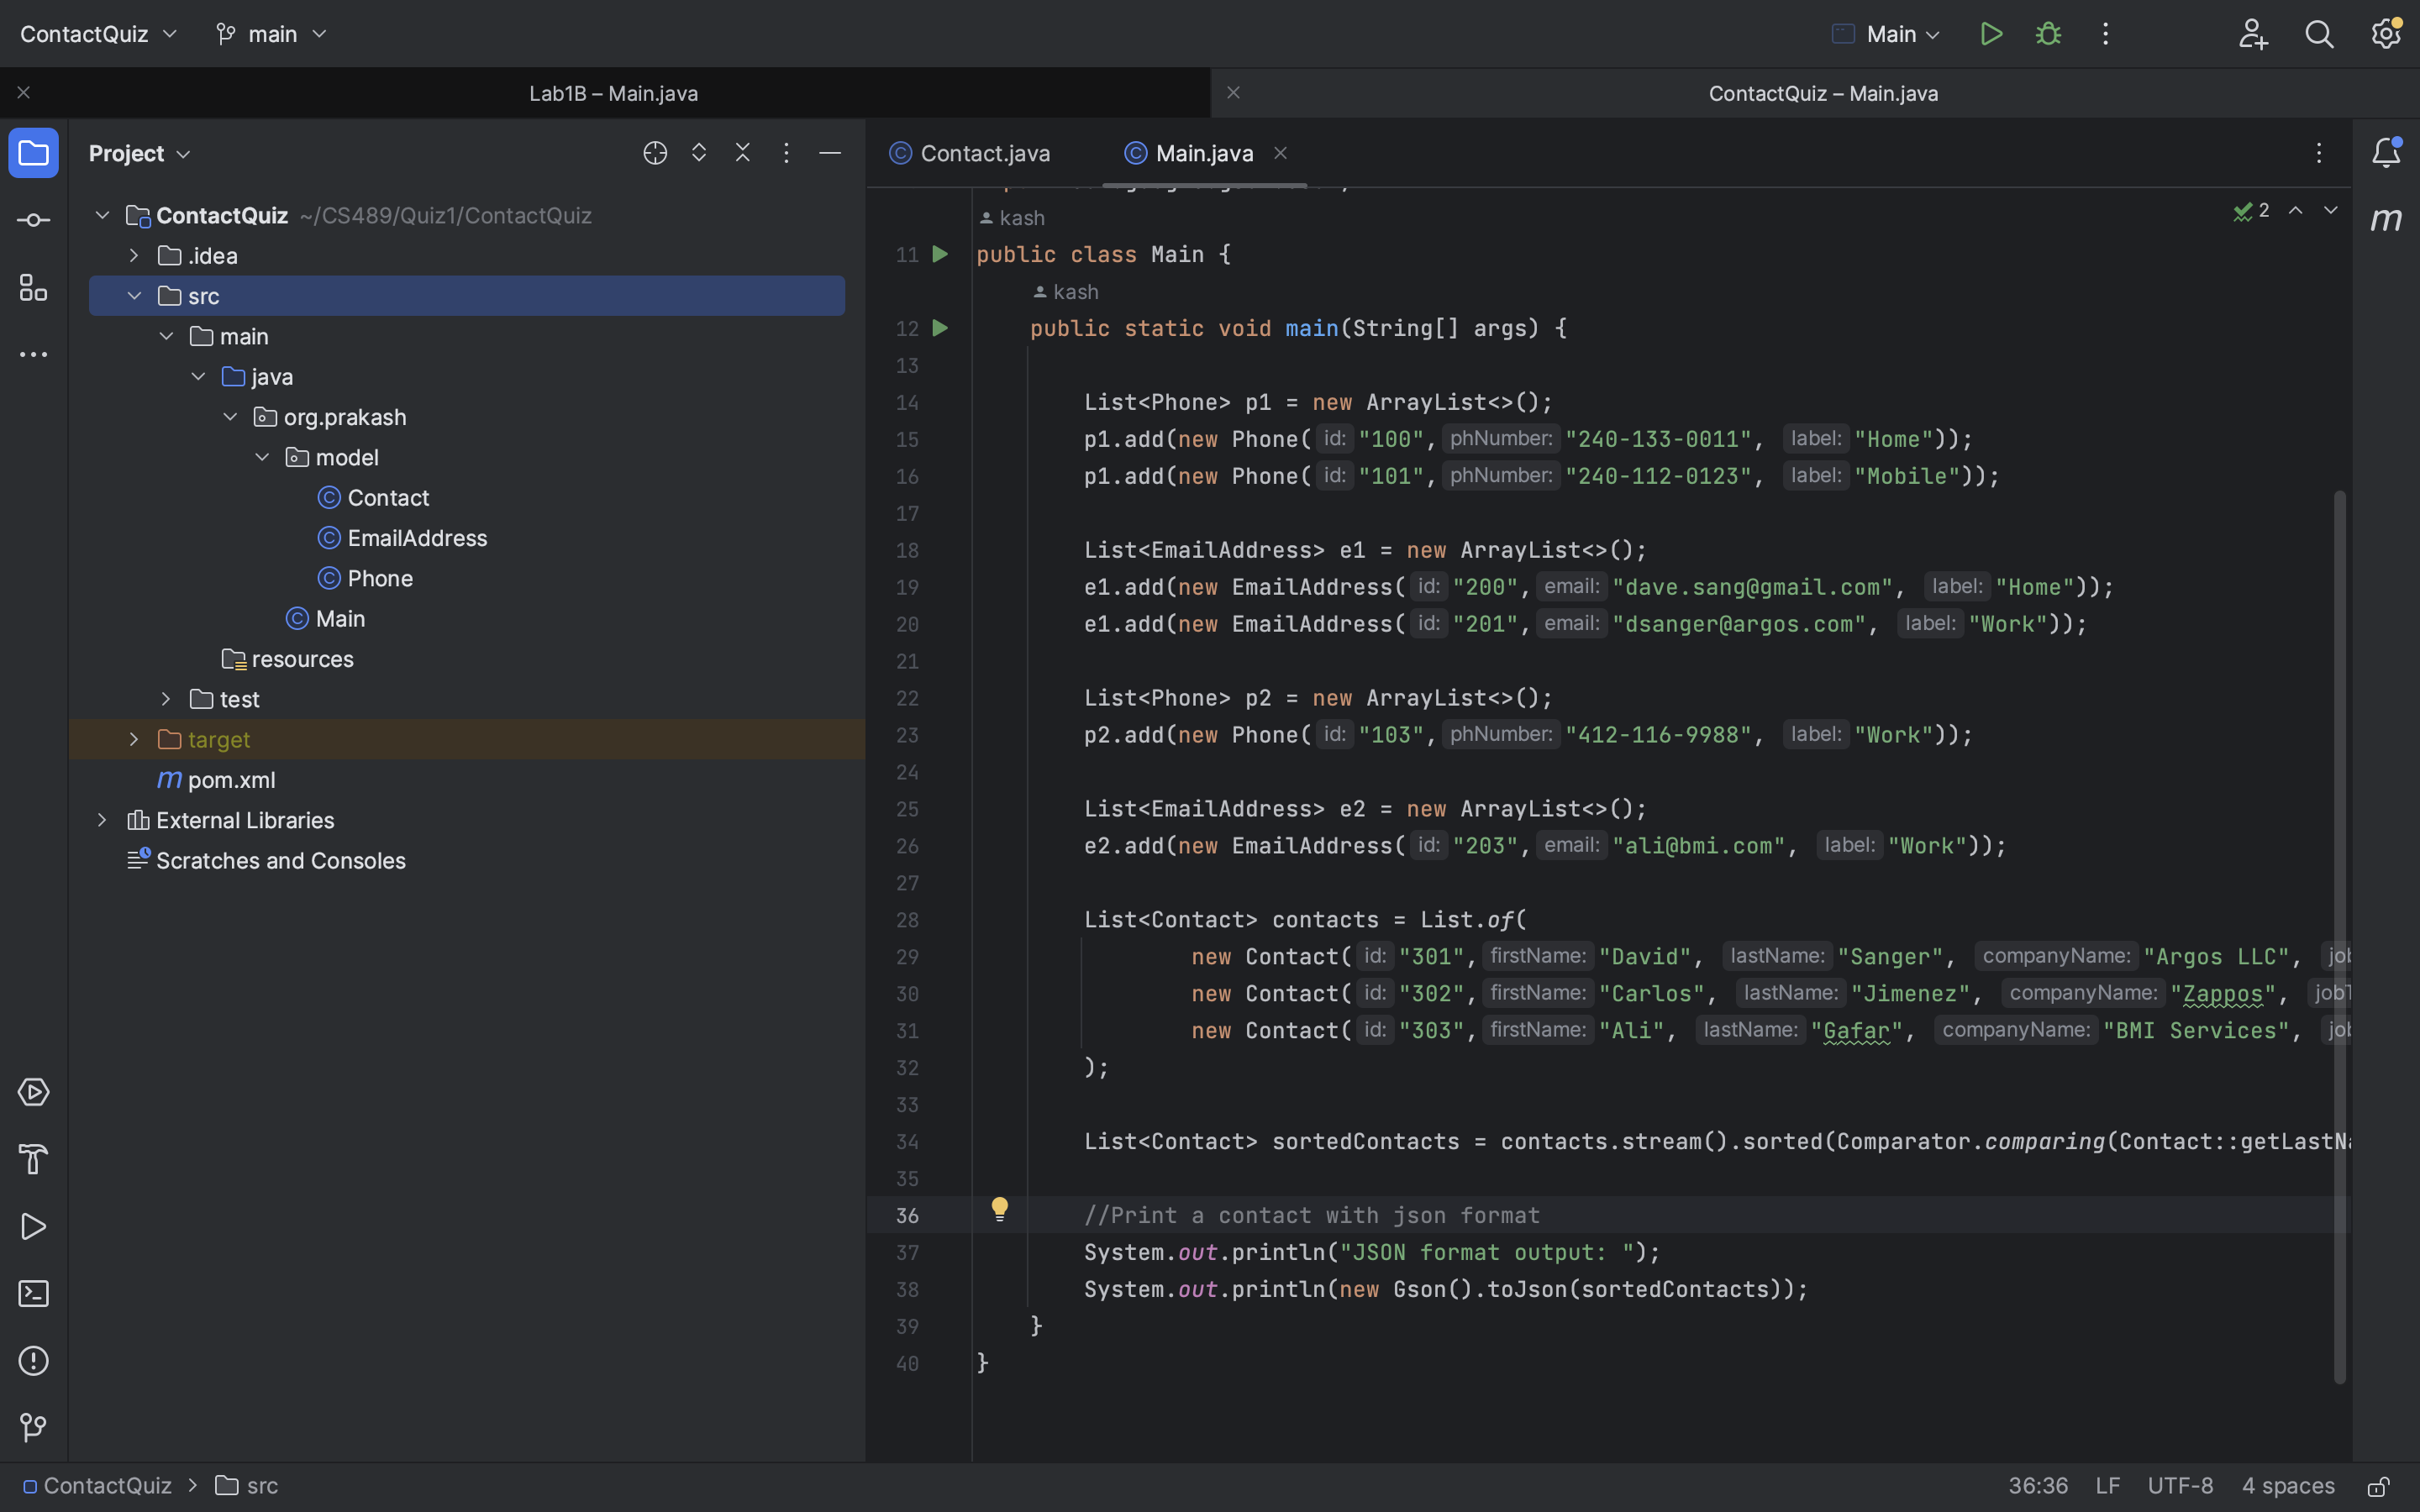 ContactQuiz main Main
Lab1B – Main.java
ContactQuiz – Main.java
Project
ContactQuiz ~/CS489/Quiz1/ContactQuiz
.idea
src
main
java
org.prakash
model
Contact
EmailAddress
Phone
Main
resources
test
target
m pom.xml
External Libraries
Scratches and Consoles
Contact.java Main.java
kash
2
11 public class Main {
kash
12 public static void main(String[] args) {
13
14 List<Phone> p1 = new ArrayList<>();
15 p1.add(new Phone( id: "100", phNumber: "240-133-0011", label: "Home"));
16 p1.add(new Phone( id: "101", phNumber: "240-112-0123", label: "Mobile"));
17
18 List<EmailAddress> e1 = new ArrayList<>();
19 e1.add(new EmailAddress( id: "200", email: "dave.sang@gmail.com", label: "Home"));
20 e1.add(new EmailAddress( id: "201", email: "dsanger@argos.com", label: "Work"));
21
22 List<Phone> p2 = new ArrayList<>();
23 p2.add(new Phone( id: "103", phNumber: "412-116-9988", label: "Work"));
24
25 List<EmailAddress> e2 = new ArrayList<>();
26 e2.add(new EmailAddress( id: "203", email: "ali@bmi.com", label: "Work"));
27
28 List<Contact> contacts = List.of(
29 new Contact( id: "301", firstName: "David", lastName: "Sanger", companyName: "Argos LLC",
30 new Contact( id: "302", firstName: "Carlos", lastName: "Jimenez", companyName: "Zappos",
31 new Contact( id: "303", firstName: "Ali", lastName: "Gafar", companyName: "BMI Services",
32 );
33
34 List<Contact> sortedContacts = contacts.stream().sorted(Comparator.comparing(Contact::getLastN
35
36 //Print a contact with json format
37 System.out.println("JSON format output: ");
38 System.out.println(new Gson().toJson(sortedContacts));
39 }
40 }
m
ContactQuiz > src
36:36 LF UTF-8 4 spaces